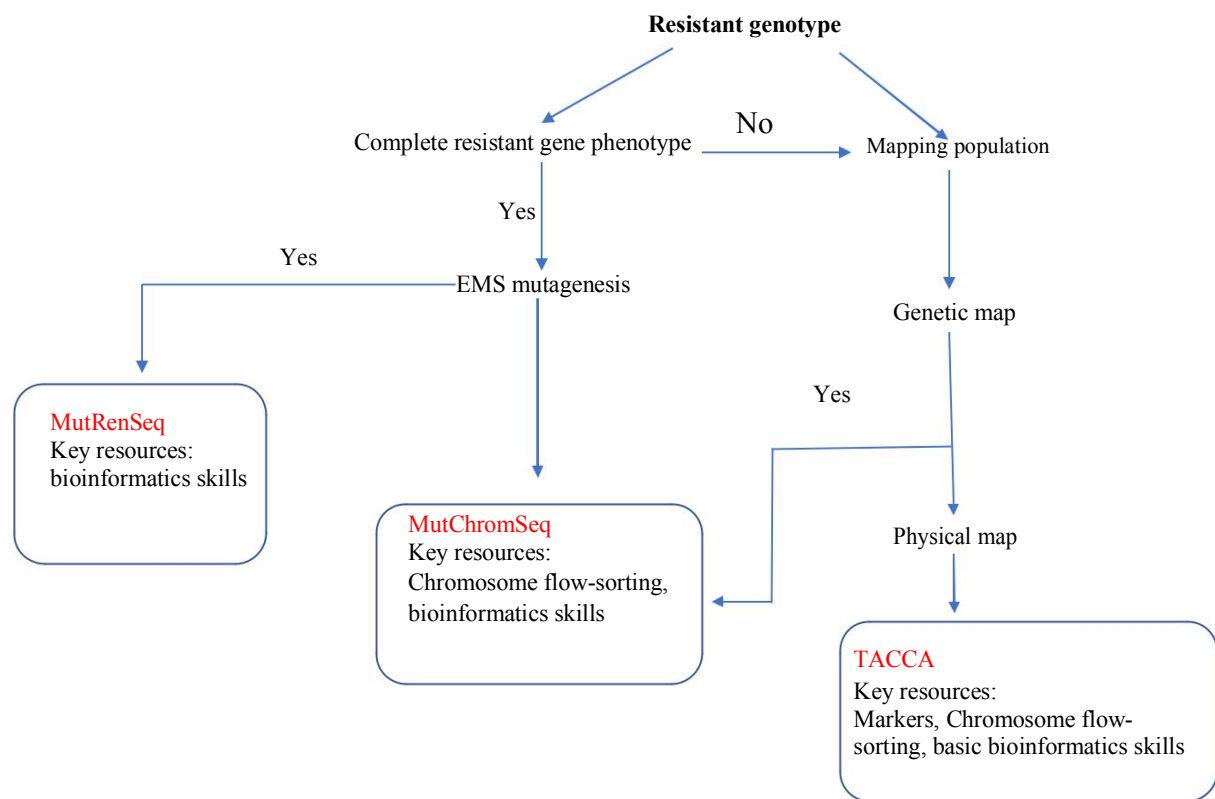 Resistant genotype
Complete resistant gene phenotype
No
Mapping population
Yes
Yes
EMS mutagenesis
Genetic map
MutRenSeq
Key resources:
bioinformatics skills
Yes
MutChromSeq
Key resources:
Chromosome flow-sorting,
bioinformatics skills
Physical map
TACCA
Key resources:
Markers, Chromosome flow-
sorting, basic bioinformatics skills